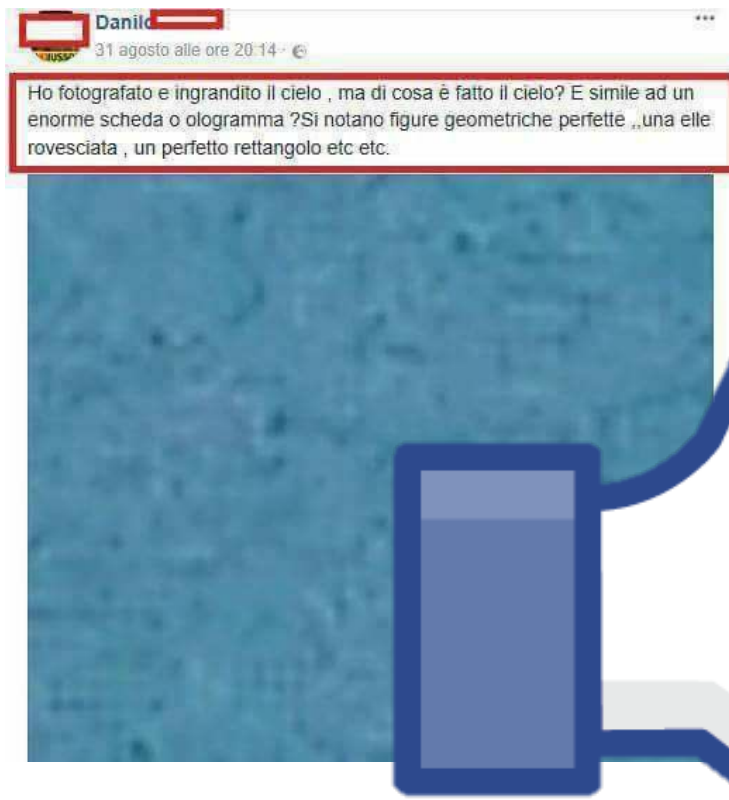 Danilo
31 agosto alle ore 20:14 ·
Ho fotografato e ingrandito il cielo , ma di cosa è fatto il cielo? E simile ad un
enorme scheda o ologramma ?Si notano figure geometriche perfette ,,una elle
rovesciata , un perfetto rettangolo etc etc.